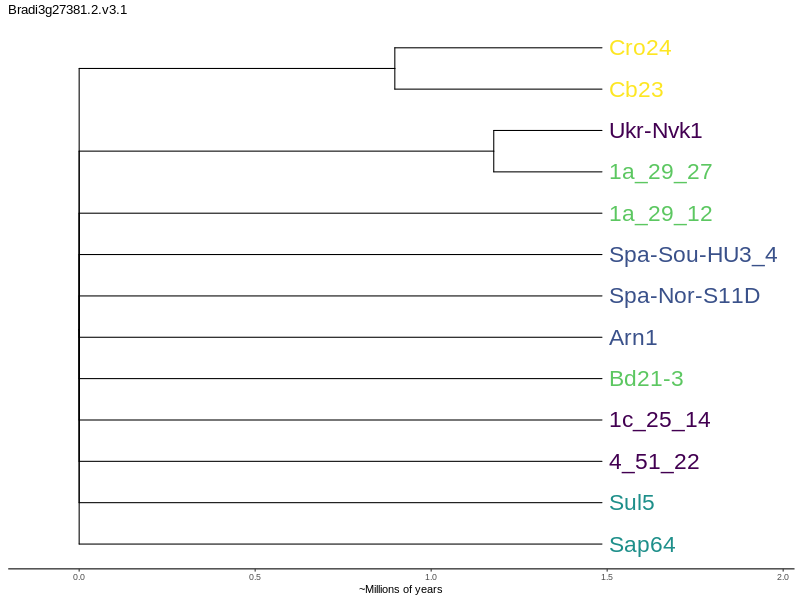 Bradi3g27381.2.v3.1
Cro24
Cb23
Ukr-Nvk1
1a_29_27
1a_29_12
Spa-Sou-HU3_4
Spa-Nor-S11D
Arn1
Bd21-3
1c_25_14
4_51_22
Sul5
Sap64
0.0 0.5 1.0 1.5 2.0
~Millions of years